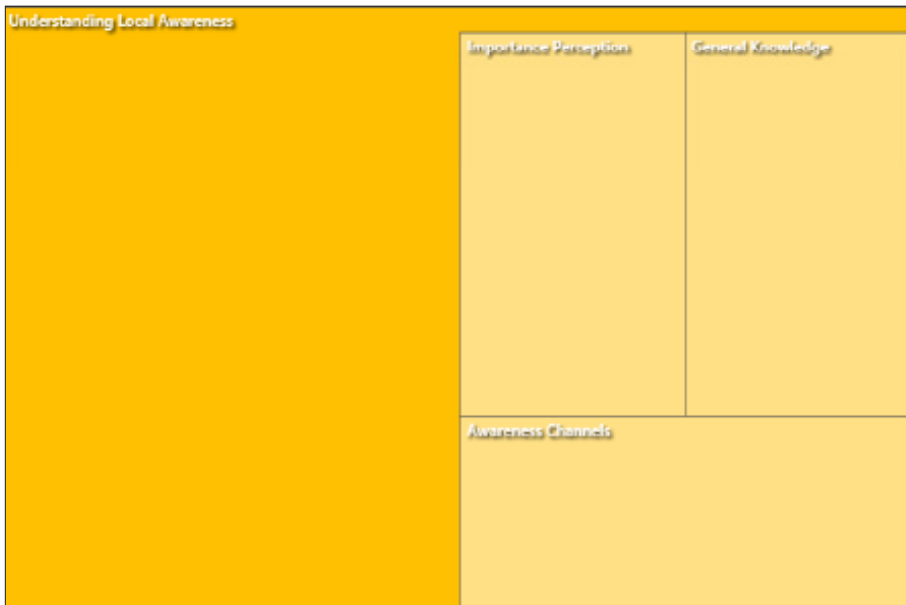 Understanding Local Awareness
Importance Perception
General Knowledge
Awareness Channels